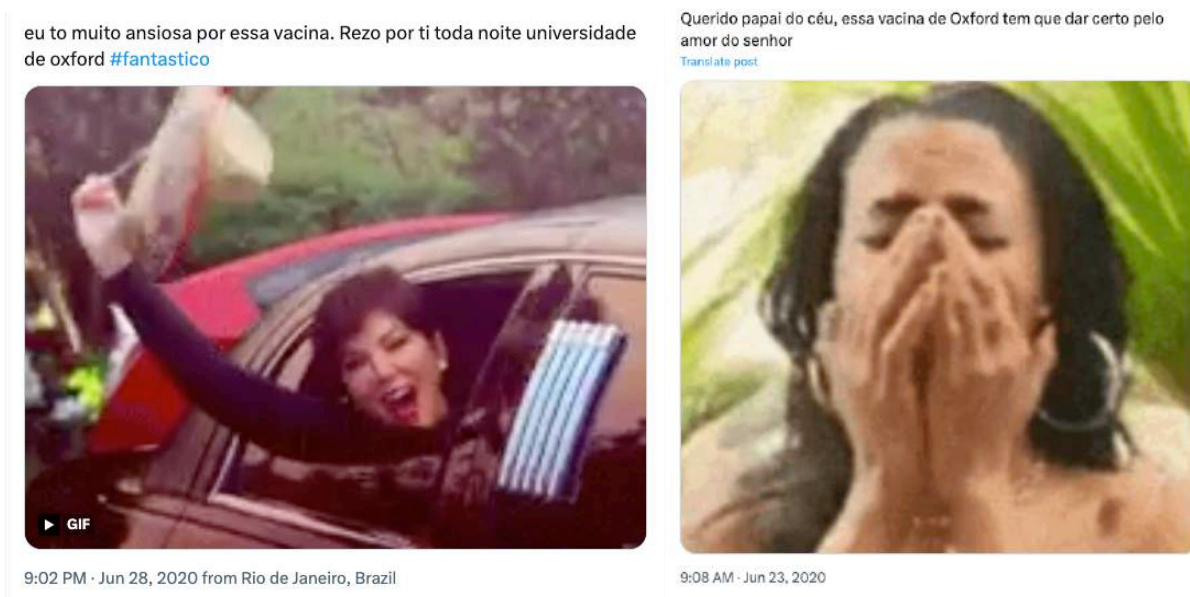 eu to muito ansiosa por essa vacina. Rezo por ti toda noite universidade
de oxford #fantastico
GIF
9:02 PM · Jun 28, 2020 from Rio de Janeiro, Brazil
Querido papai do céu, essa vacina de Oxford tem que dar certo pelo
amor do senhor
Translate post
9:08 AM · Jun 23, 2020